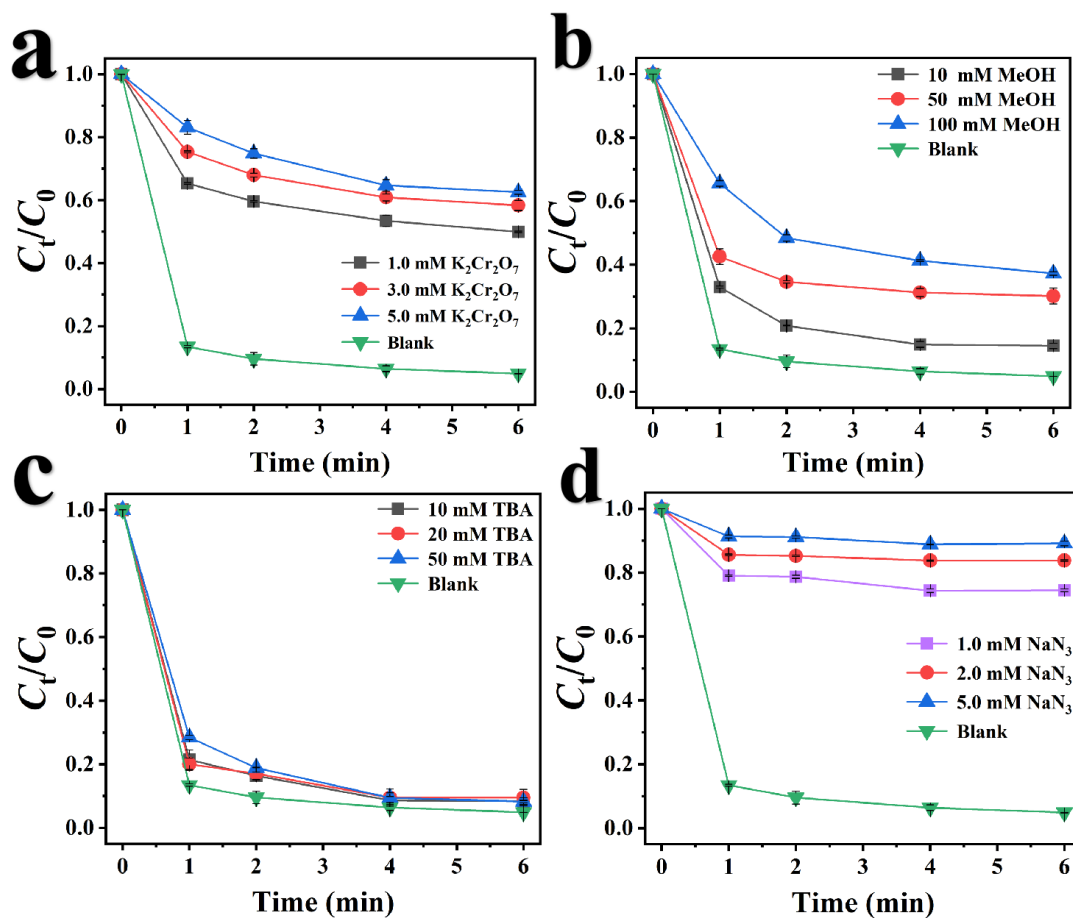 a
1.0
0.8
0.6
0.4
0.2
0.0
Cₜ/C₀
1.0 mM K₂Cr₂O₇
3.0 mM K₂Cr₂O₇
5.0 mM K₂Cr₂O₇
Blank
0 1 2 3 4 5 6
Time (min)
b
1.0
0.8
0.6
0.4
0.2
0.0
Cₜ/C₀
10 mM MeOH
50 mM MeOH
100 mM MeOH
Blank
0 1 2 3 4 5 6
Time (min)
c
1.0
0.8
0.6
0.4
0.2
0.0
Cₜ/C₀
10 mM TBA
20 mM TBA
50 mM TBA
Blank
0 1 2 3 4 5 6
Time (min)
d
1.0
0.8
0.6
0.4
0.2
0.0
Cₜ/C₀
1.0 mM NaN₃
2.0 mM NaN₃
5.0 mM NaN₃
Blank
0 1 2 3 4 5 6
Time (min)